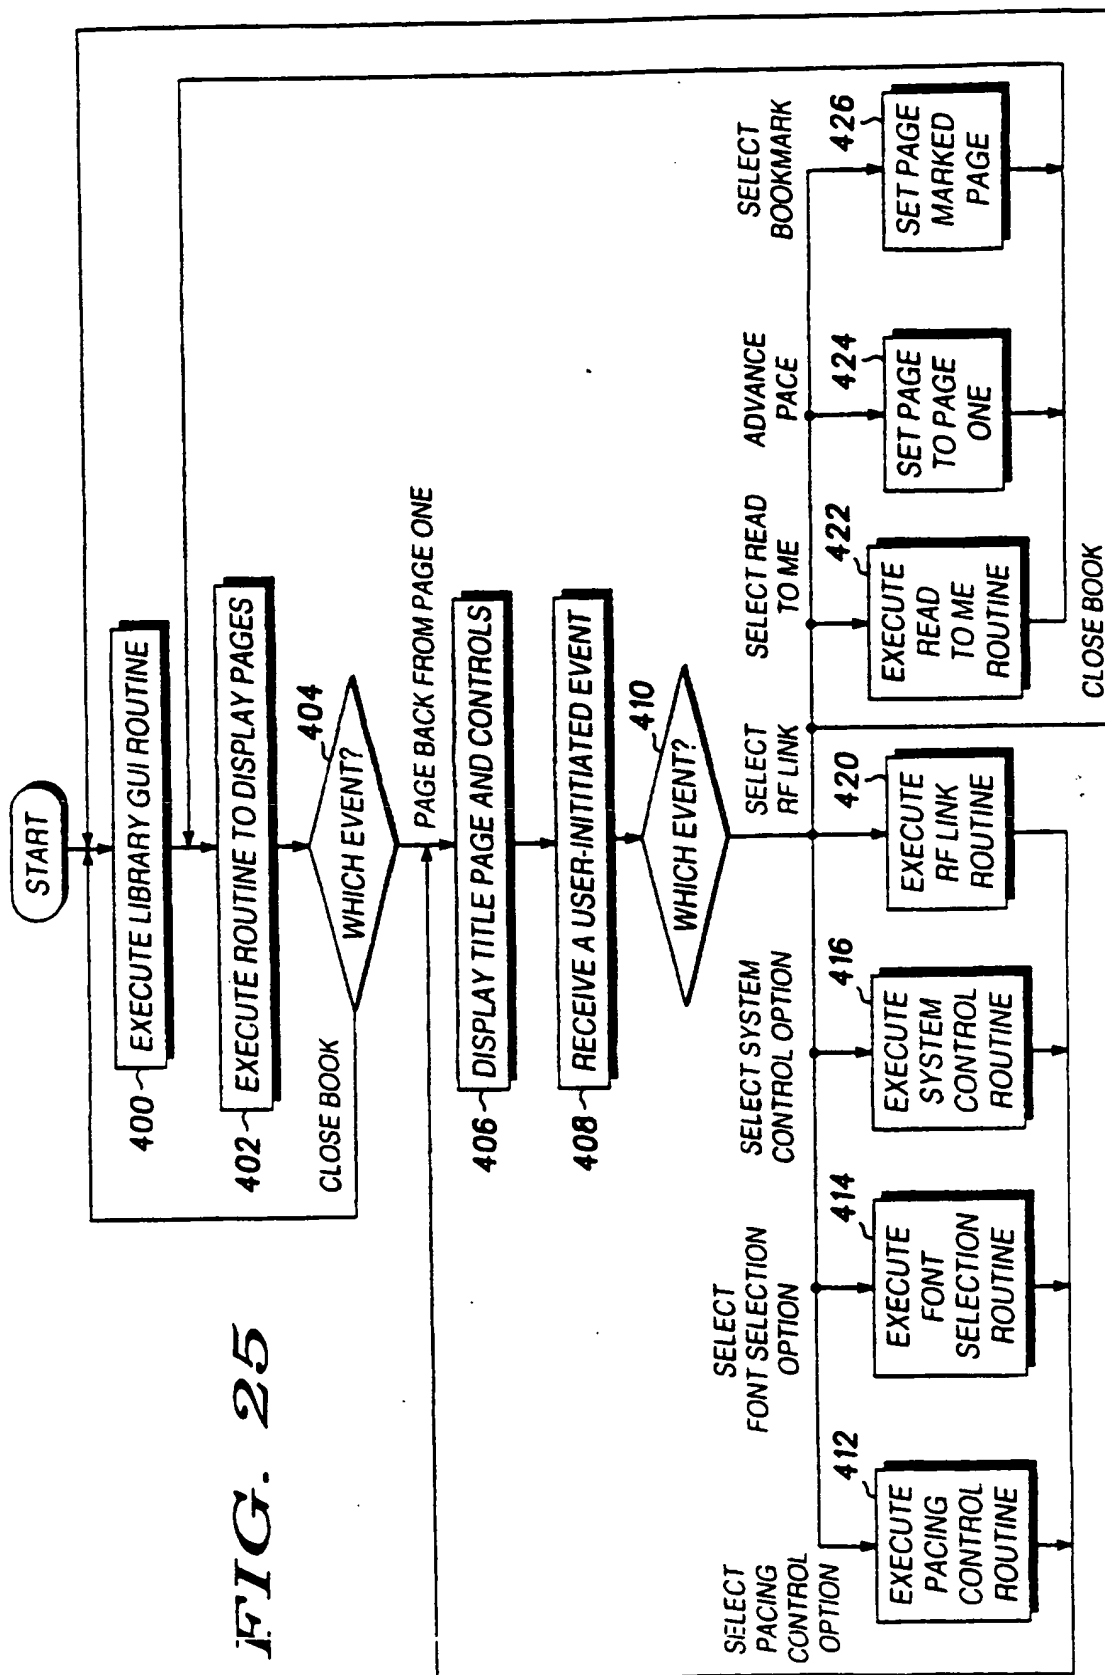 FIG. 25
START
400
EXECUTE LIBRARY GUI ROUTINE
402
EXECUTE ROUTINE TO DISPLAY PAGES
404
WHICH EVENT?
CLOSE BOOK
PAGE BACK FROM PAGE ONE
406
DISPLAY TITLE PAGE AND CONTROLS
408
RECEIVE A USER-INITITATED EVENT
410
WHICH EVENT?
SELECT
PACING
CONTROL
OPTION
412
EXECUTE
PACING
CONTROL
ROUTINE
SELECT
FONT SELECTION
OPTION
414
EXECUTE
FONT
SELECTION
ROUTINE
SELECT SYSTEM
CONTROL OPTION
416
EXECUTE
SYSTEM
CONTROL
ROUTINE
SELECT
RF LINK
420
EXECUTE
RF LINK
ROUTINE
SELECT READ
TO ME
422
EXECUTE
READ
TO ME
ROUTINE
ADVANCE
PACE
424
SET PAGE
TO PAGE
ONE
SELECT
BOOKMARK
426
SET PAGE
MARKED
PAGE
CLOSE BOOK